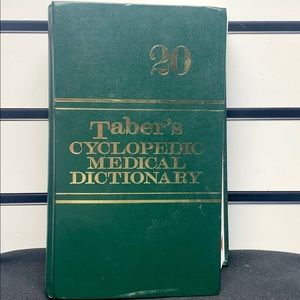 20
Taber's
CYCLOPEDIC
MEDICAL
DICTIONARY